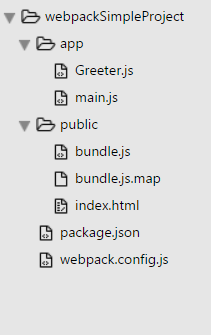 webpackSimpleProject
app
Greeter.js
main.js
public
bundle.js
bundle.js.map
index.html
package.json
webpack.config.js